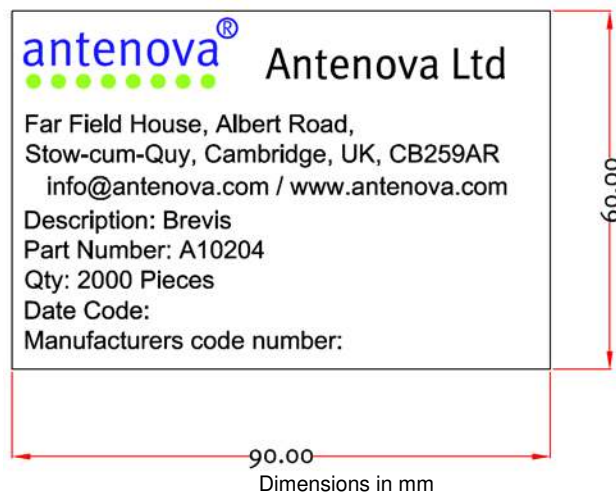 antenova®
Antenova Ltd
Far Field House, Albert Road,
Stow-cum-Quy, Cambridge, UK, CB259AR
info@antenova.com / www.antenova.com
Description: Brevis
Part Number: A10204
Qty: 2000 Pieces
Date Code:
Manufacturers code number:
60.00
90.00
Dimensions in mm